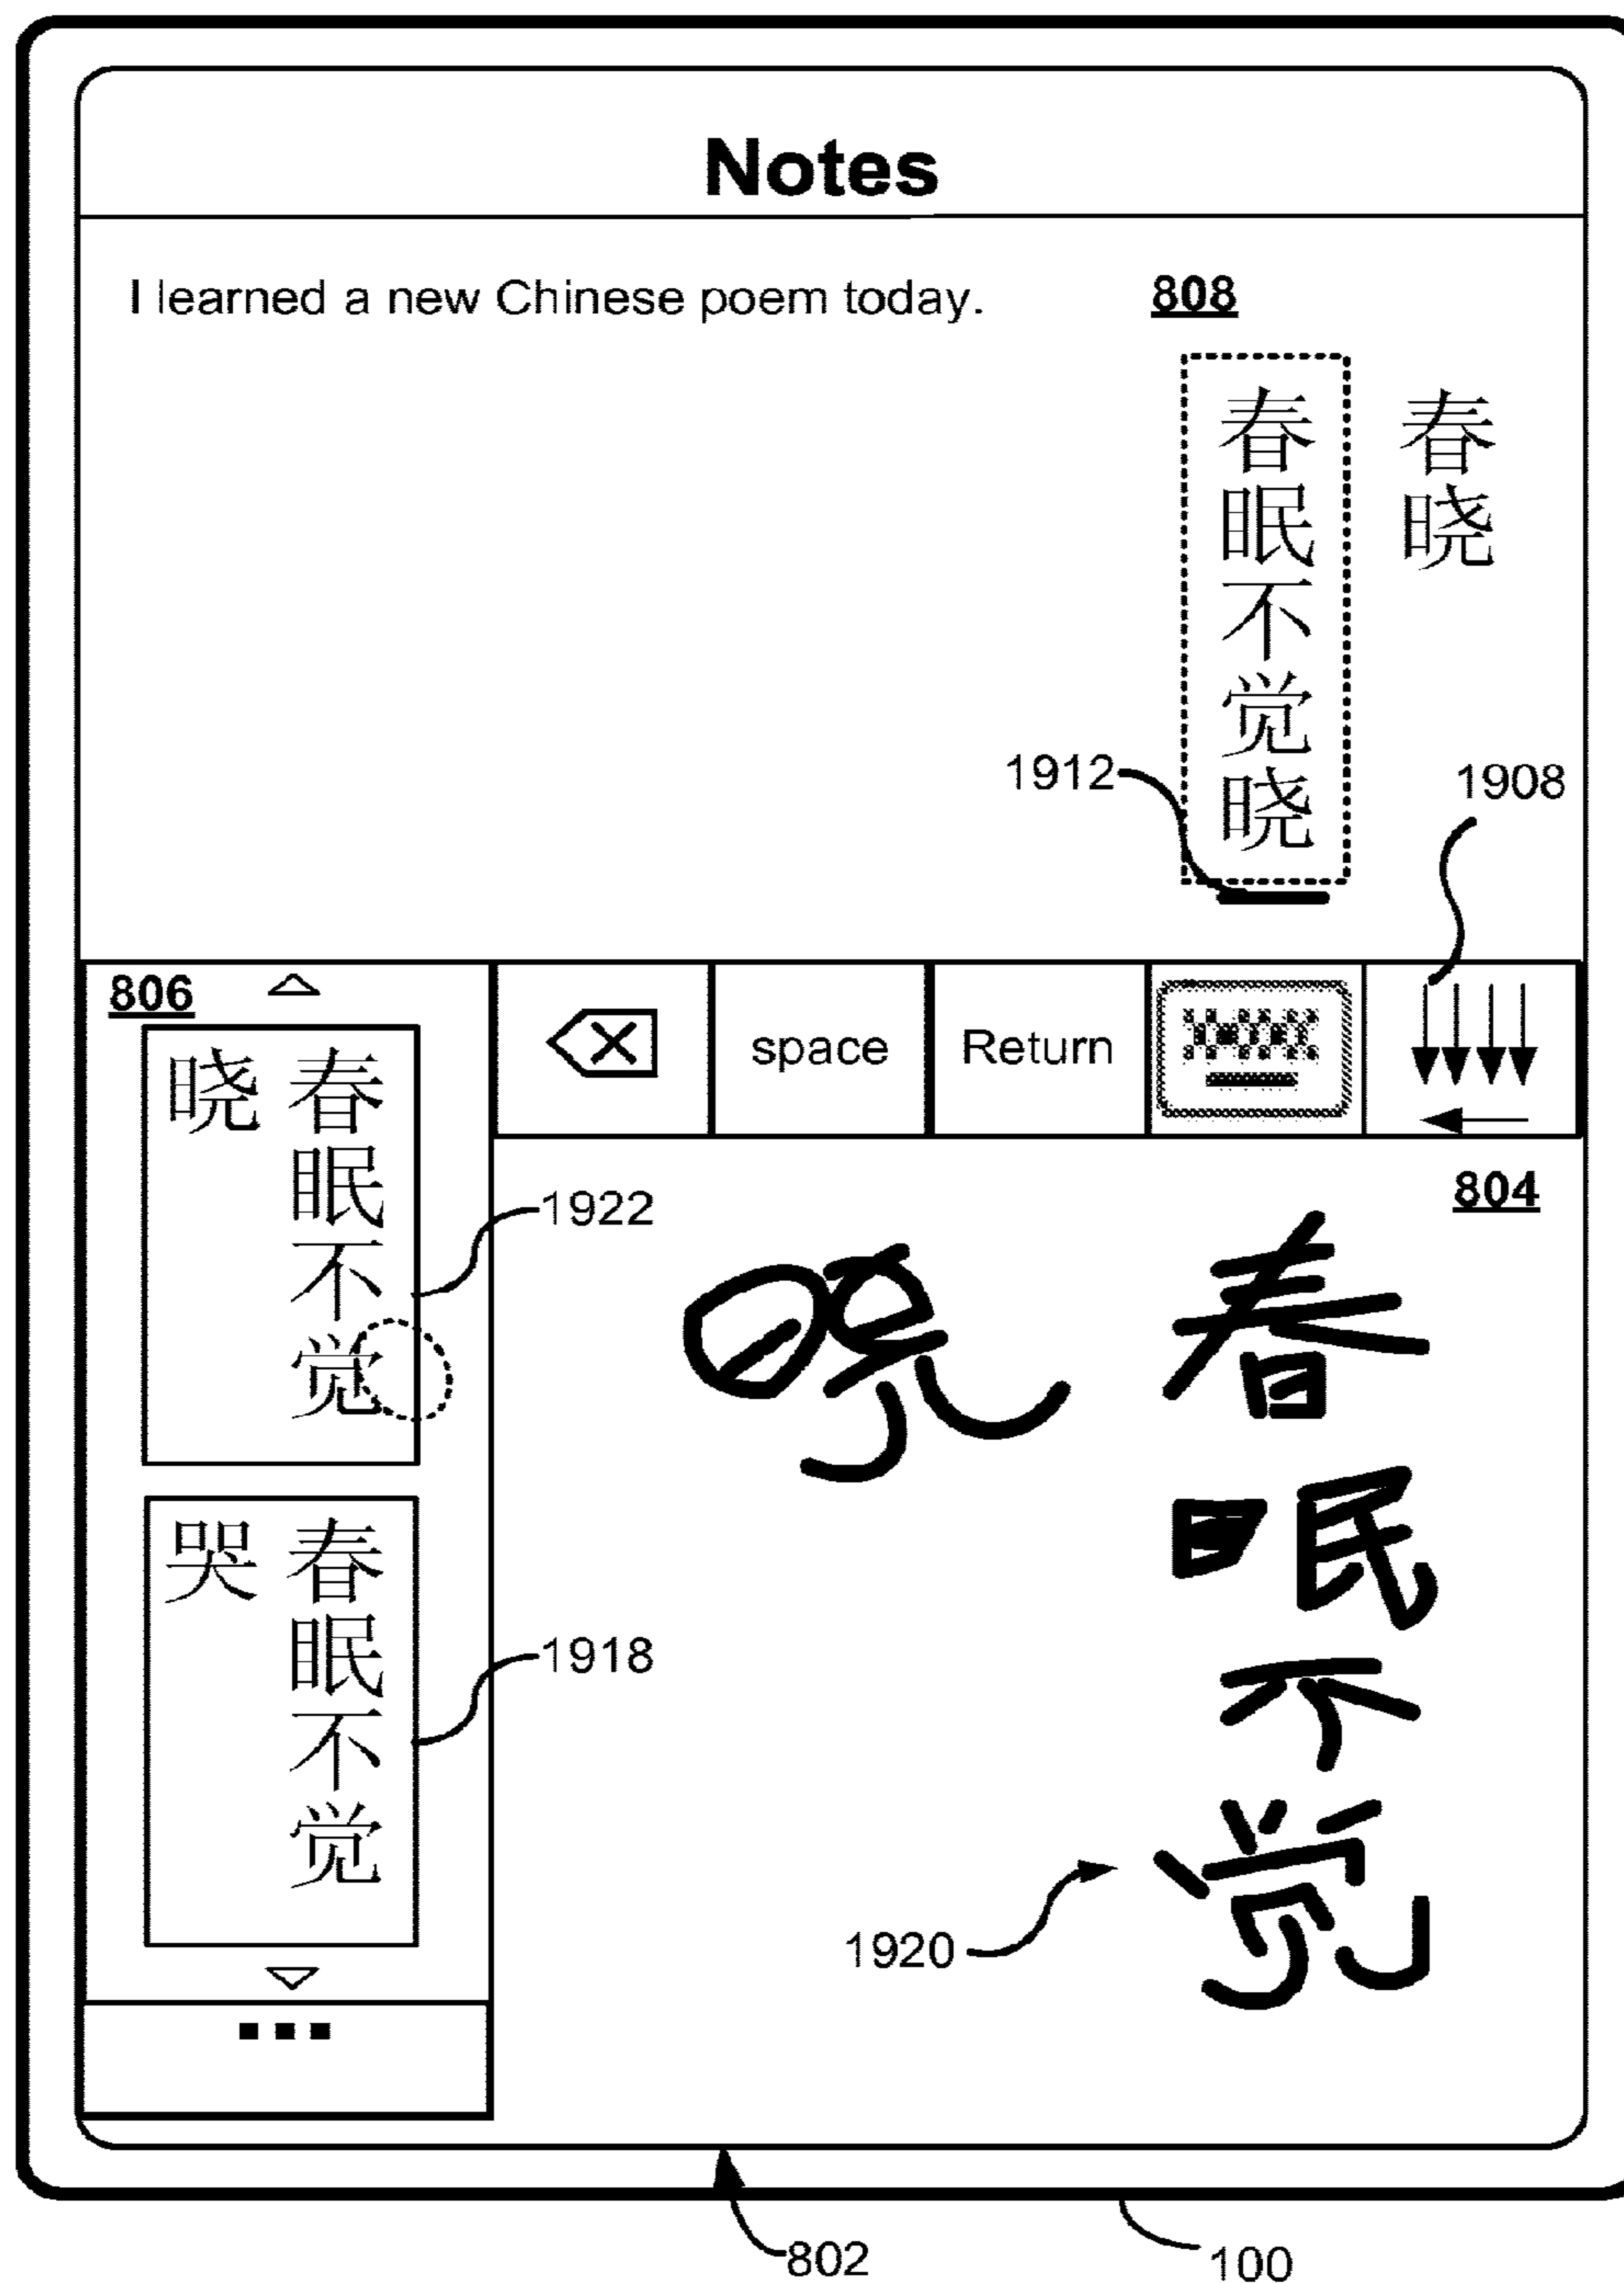 Notes
I learned a new Chinese poem today.
808
春晓
春眠不觉晓
1912
1908
806
space
Return
春眠不觉
晓
1922
春眠不觉
哭
1918
804
春眠不觉
晓
1920
802
100